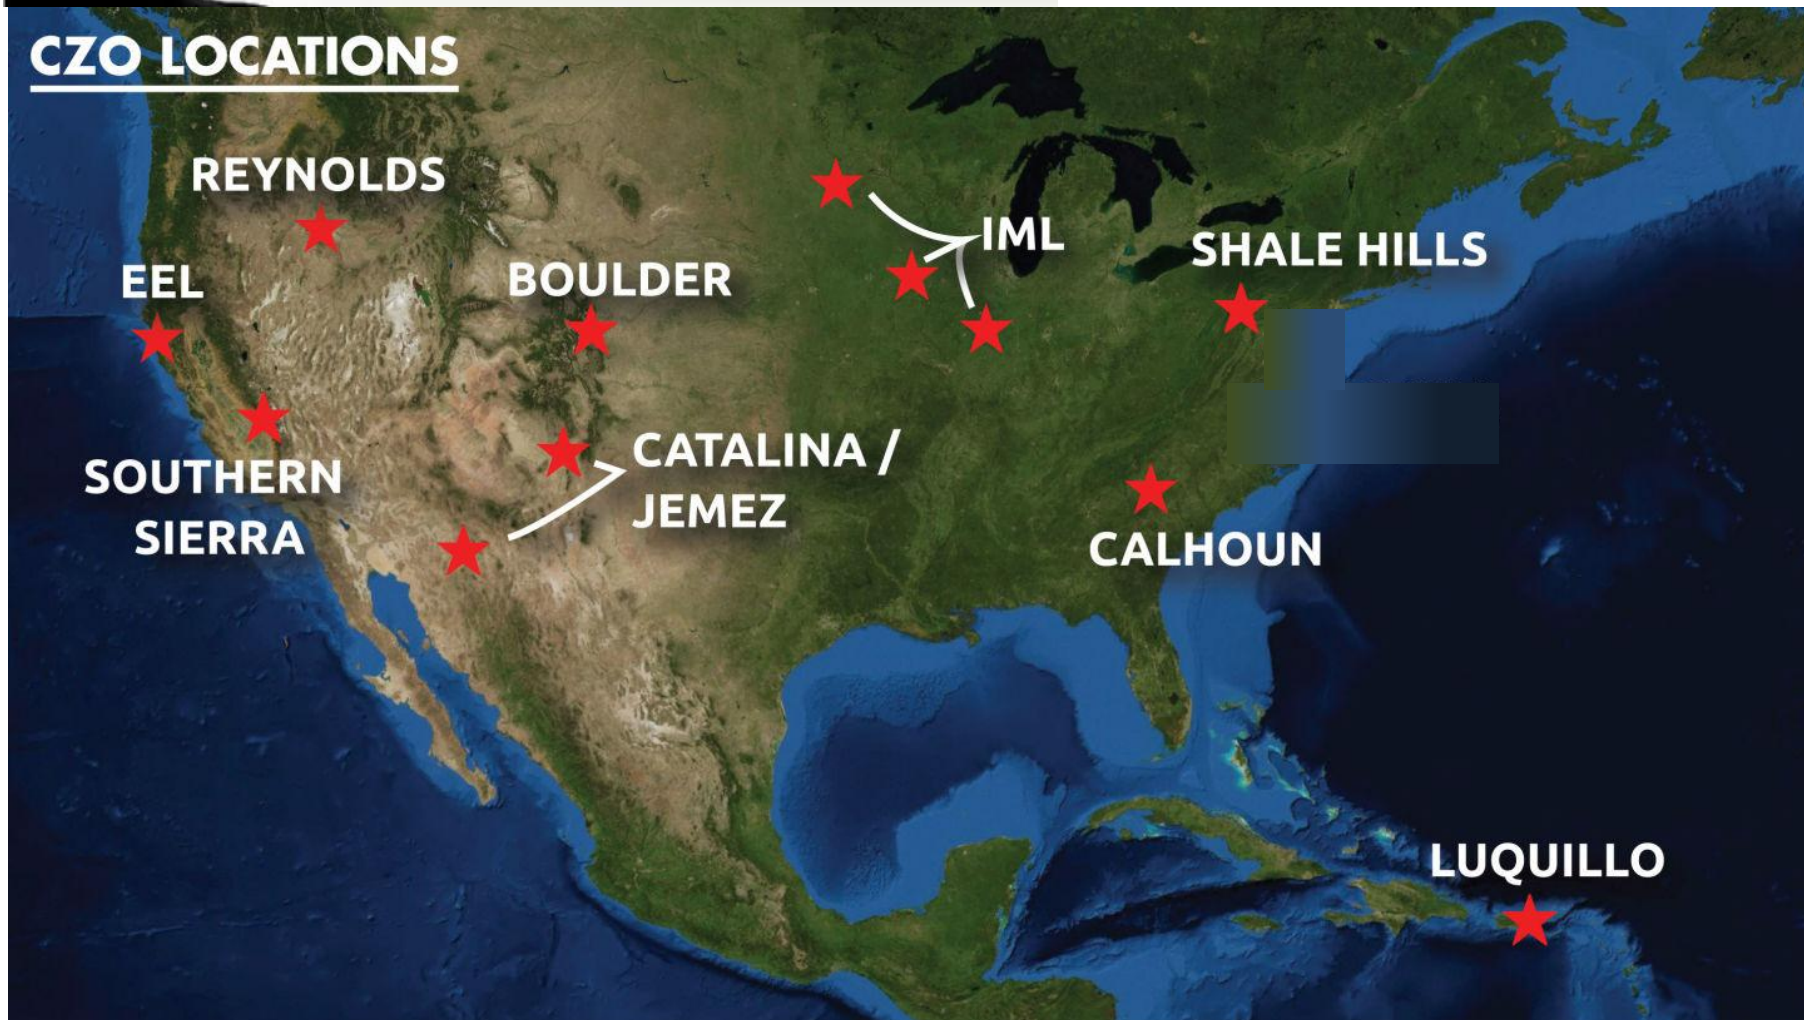 CZO LOCATIONS
REYNOLDS
IML
SHALE HILLS
EEL
BOULDER
CATALINA /
JEMEZ
SOUTHERN
SIERRA
CALHOUN
LUQUILLO